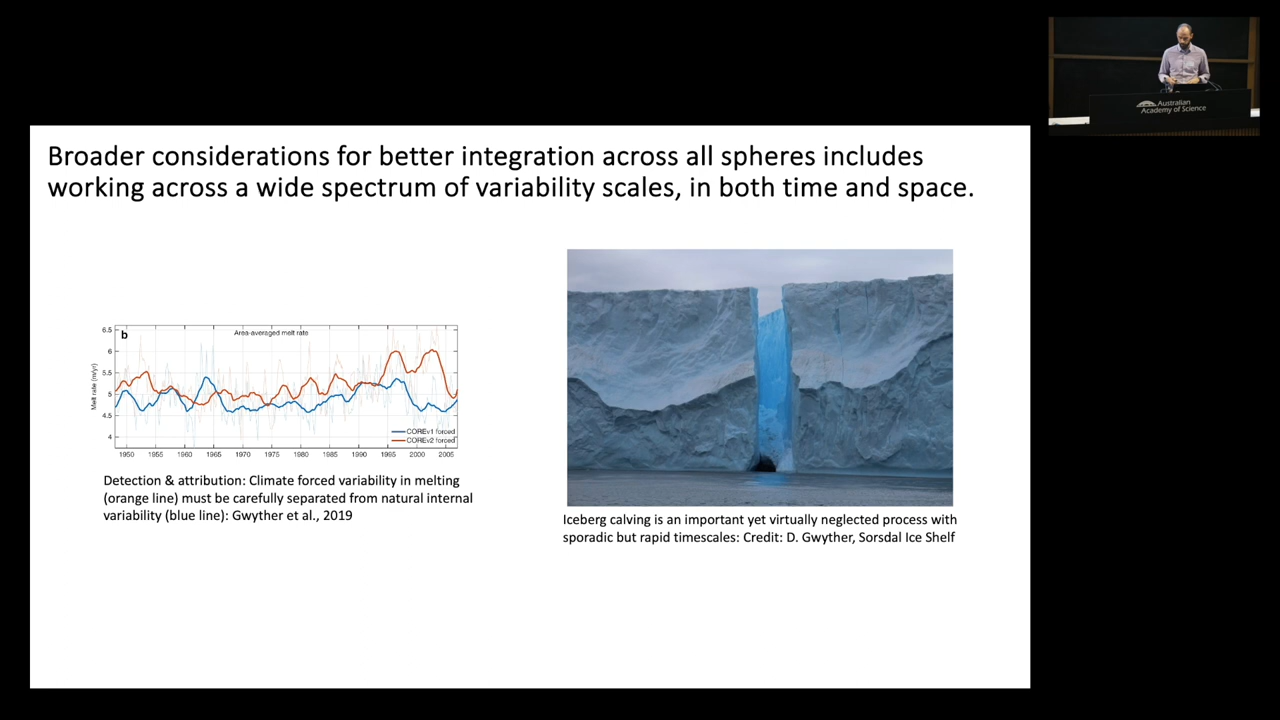 Broader considerations for better integration across all spheres includes
working across a wide spectrum of variability scales, in both time and space.
Australian
Academy of Science
b
Area-averaged melt rate
Melt rate (m/yr)
6.5
6
5.5
5
4.5
4
COREv1 forced
COREv2 forced
1950 1955 1960 1965 1970 1975 1980 1985 1990 1995 2000 2005
Detection & attribution: Climate forced variability in melting
(orange line) must be carefully separated from natural internal
variability (blue line): Gwyther et al., 2019
Iceberg calving is an important yet virtually neglected process with
sporadic but rapid timescales: Credit: D. Gwyther, Sorsdal Ice Shelf